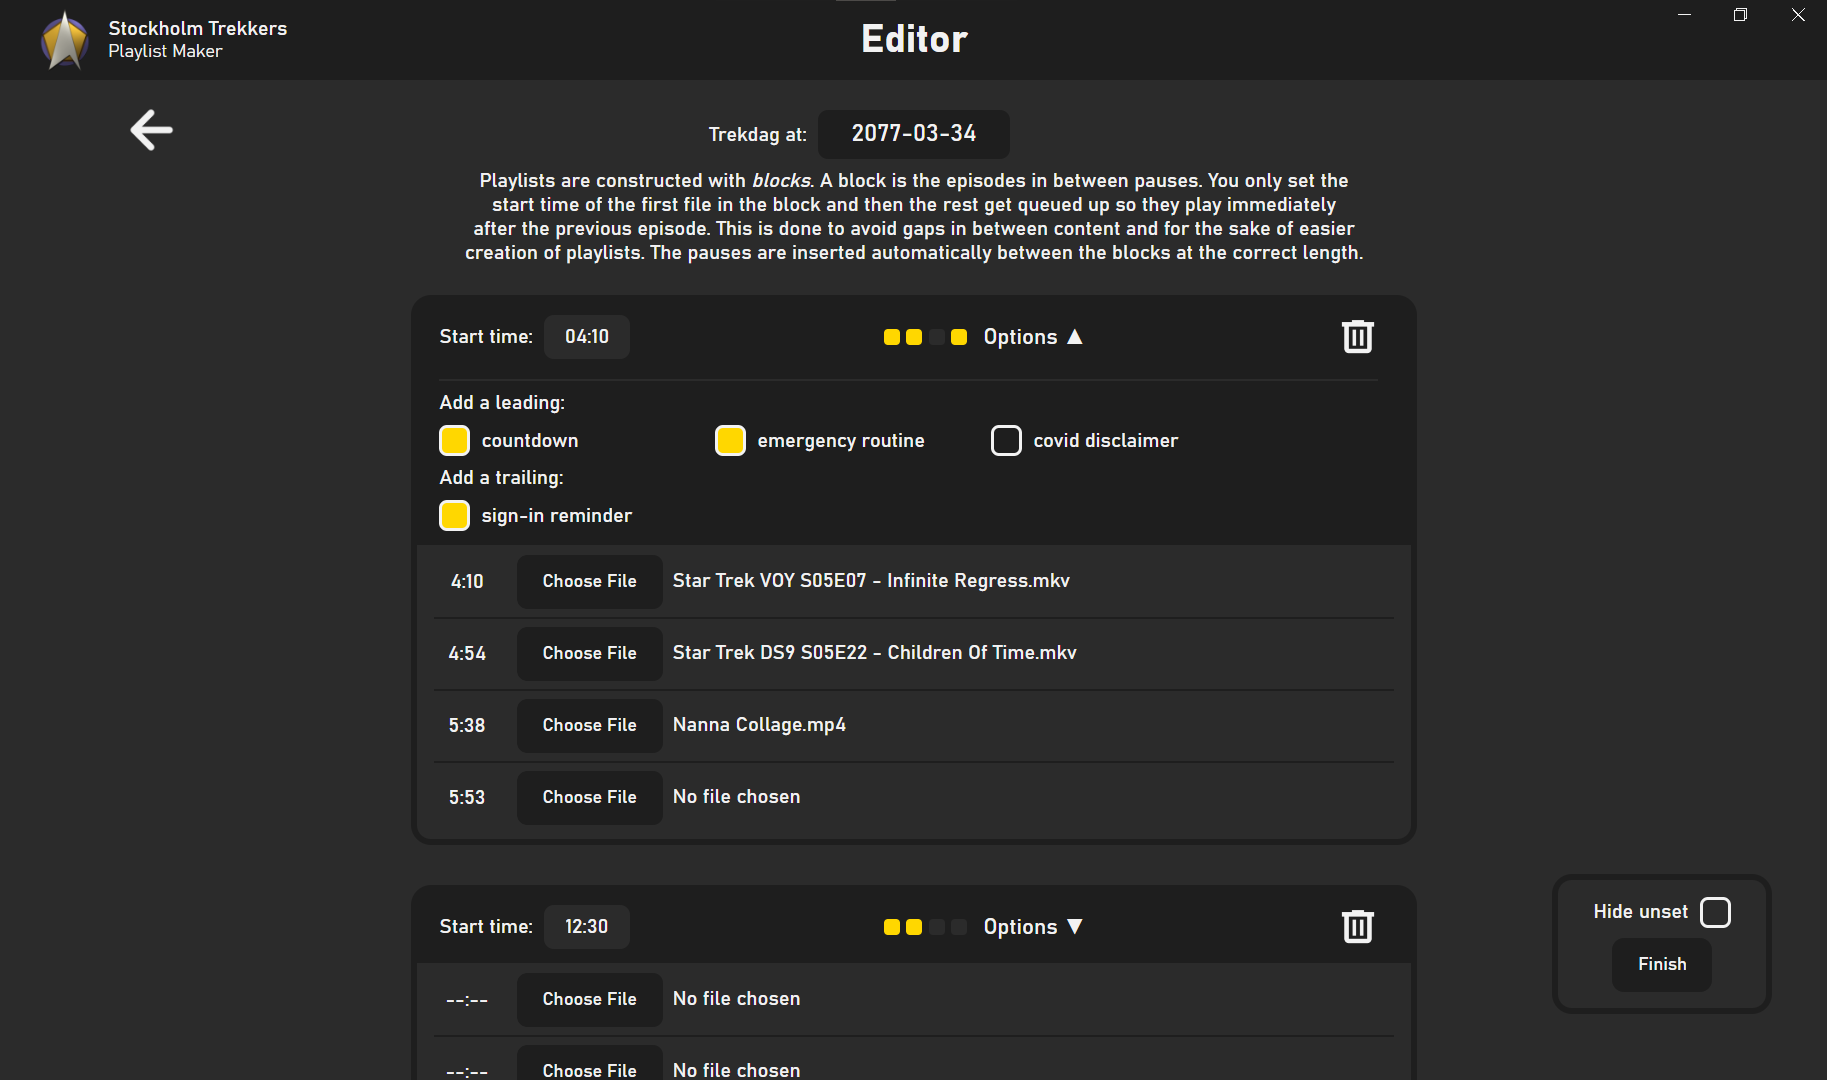 Stockholm Trekkers
Playlist Maker
Editor
Trekdag at: 2077-03-34
Playlists are constructed with blocks. A block is the episodes in between pauses. You only set the
start time of the first file in the block and then the rest get queued up so they play immediately
after the previous episode. This is done to avoid gaps in between content and for the sake of easier
creation of playlists. The pauses are inserted automatically between the blocks at the correct length.
Start time: 04:10 Options ▲
Add a leading:
countdown emergency routine covid disclaimer
Add a trailing:
sign-in reminder
4:10 Choose File Star Trek VOY S05E07 - Infinite Regress.mkv
4:54 Choose File Star Trek DS9 S05E22 - Children Of Time.mkv
5:38 Choose File Nanna Collage.mp4
5:53 Choose File No file chosen
Start time: 12:30 Options ▼
--:-- Choose File No file chosen
--:-- Choose File No file chosen
Hide unset
Finish